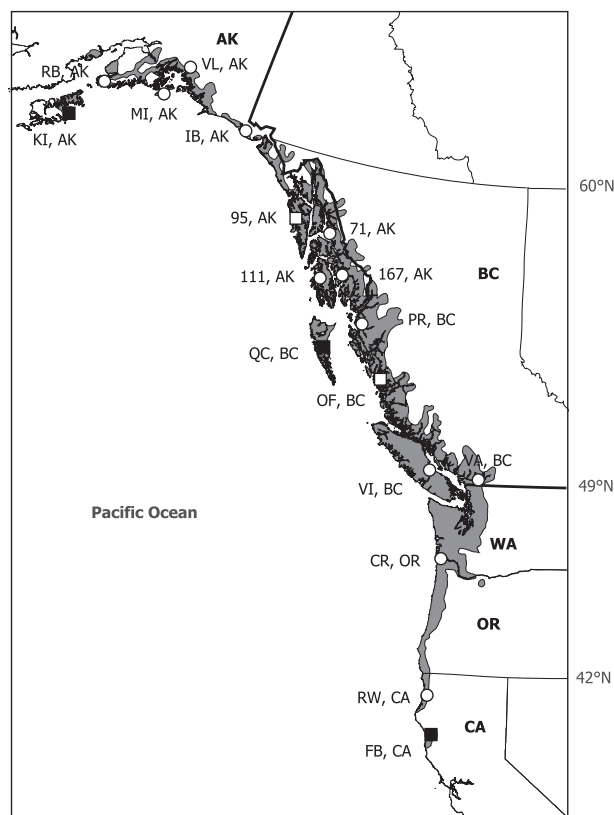 AK
VL, AK
RB, AK
MI, AK
KI, AK
IB, AK
60°N
95, AK
71, AK
111, AK
167, AK
BC
PR, BC
QC, BC
OF, BC
VA, BC
VI, BC
49°N
Pacific Ocean
WA
CR, OR
OR
42°N
RW, CA
CA
FB, CA